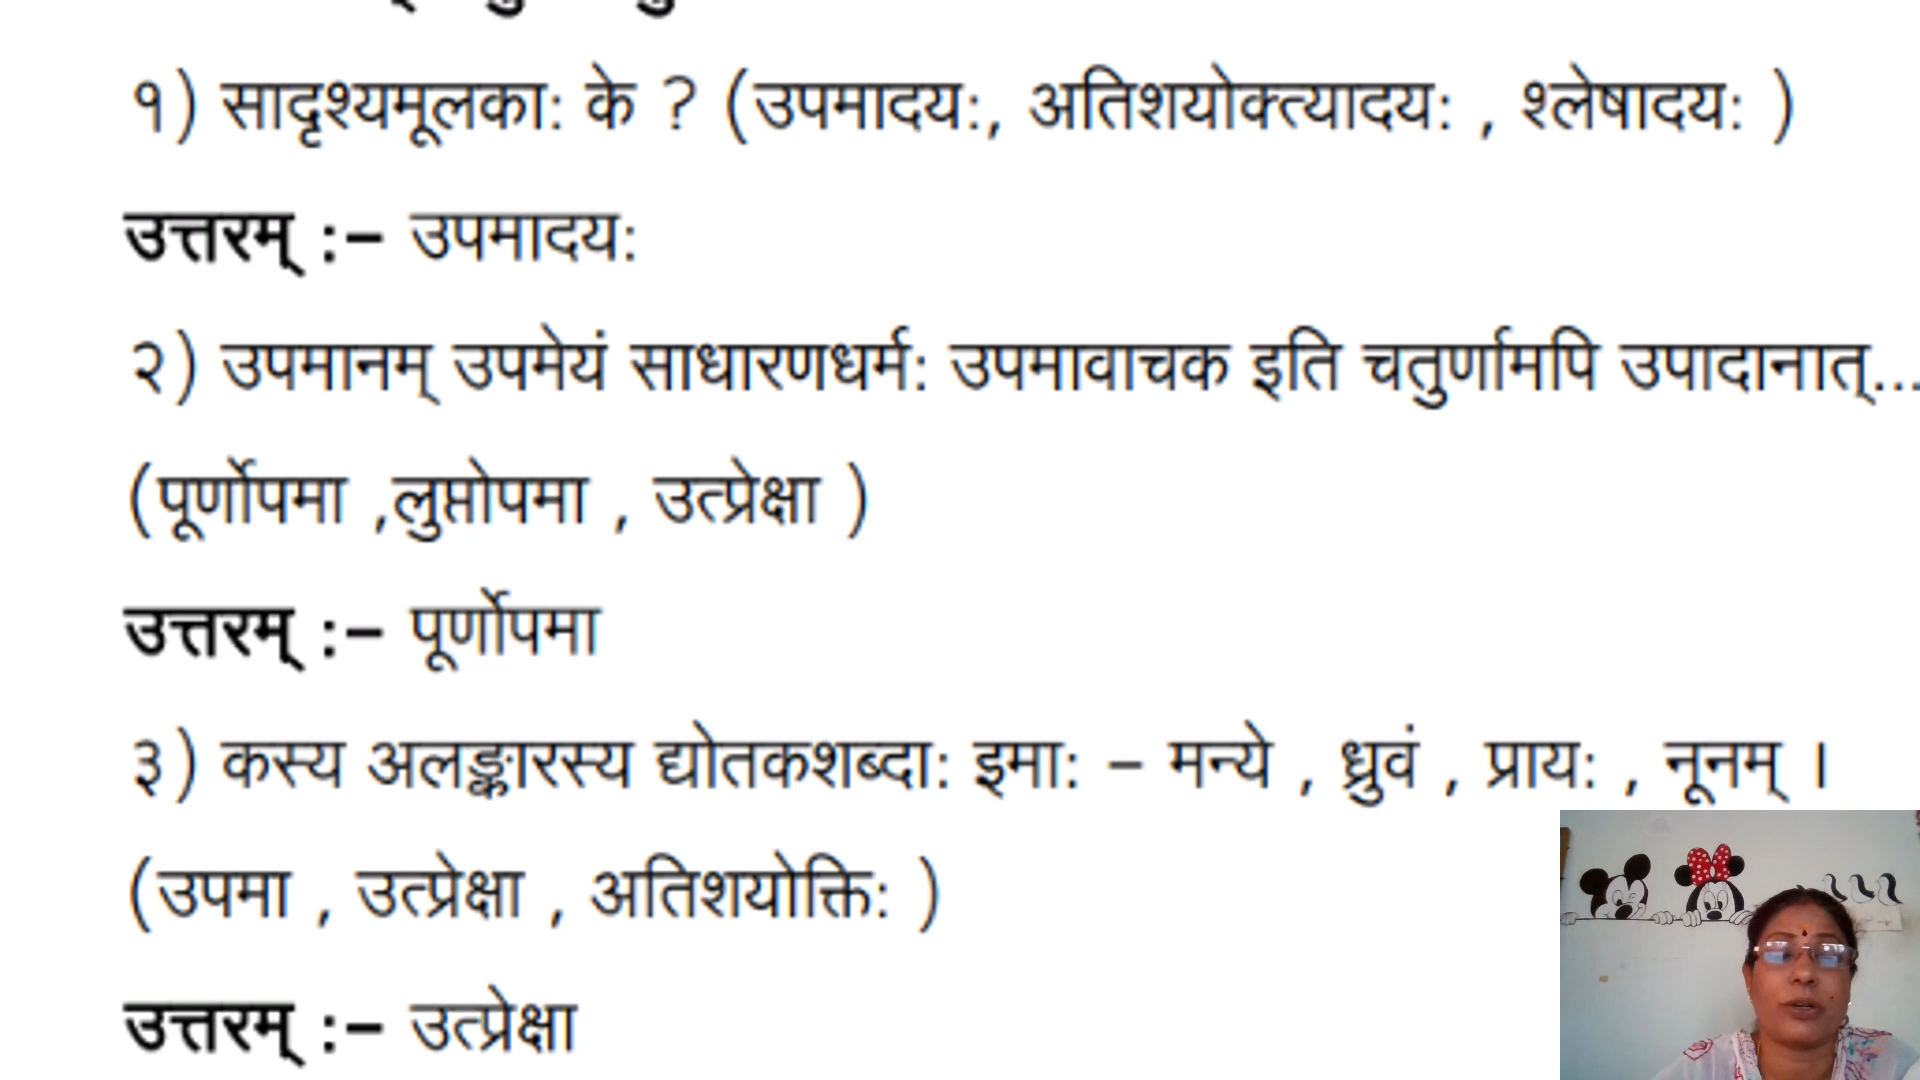 १) सादृश्यमूलका: के ? (उपमादय:, अतिशयोक्त्यादय: , श्लेषादय: )
उत्तरम् :– उपमादय:
२) उपमानम् उपमेयं साधारणधर्म: उपमावाचक इति चतुर्णामपि उपादानात्...
(पूर्णोपमा ,लुप्तोपमा , उत्प्रेक्षा )
उत्तरम् :– पूर्णोपमा
३) कस्य अलङ्कारस्य द्योतकशब्दा: इमा: – मन्ये , ध्रुवं , प्राय: , नूनम् ।
(उपमा , उत्प्रेक्षा , अतिशयोक्ति: )
उत्तरम् :– उत्प्रेक्षा